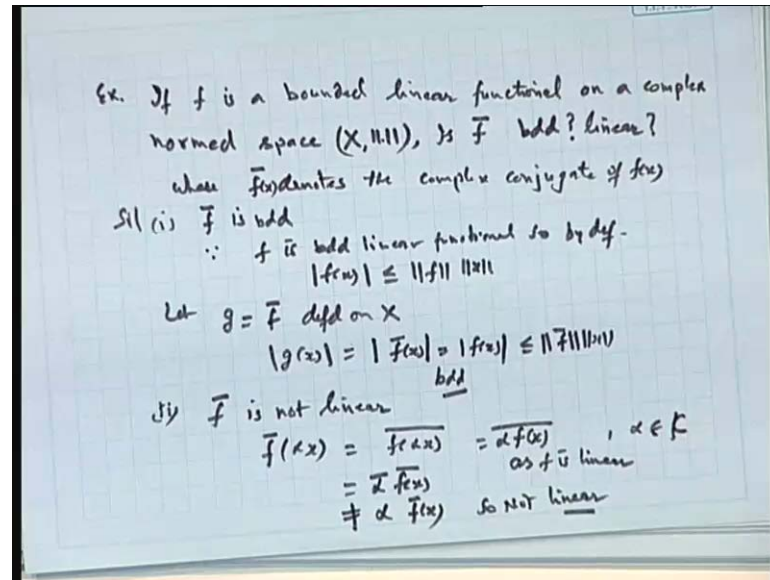 Ex. If f is a bounded linear functional on a complex
normed space (X, ||.||), Is f̄ bdd? linear?
where f̄(x) denotes the complex conjugate of f(x)
Sol (i) f̄ is bdd
∵ f is bdd linear functional so by def.
|f(x)| ≤ ||f|| ||x||
Let g = f̄ defd on X
|g(x)| = | f̄(x)| = |f(x)| ≤ ||f̄|| ||x||
bdd
(ii) f̄ is not linear
f̄(αx) = \overline{f(αx)} = \overline{αf(x)} , α ∈ K
as f is linear
= ᾱ \overline{f(x)}
≠ α f̄(x) So Not linear